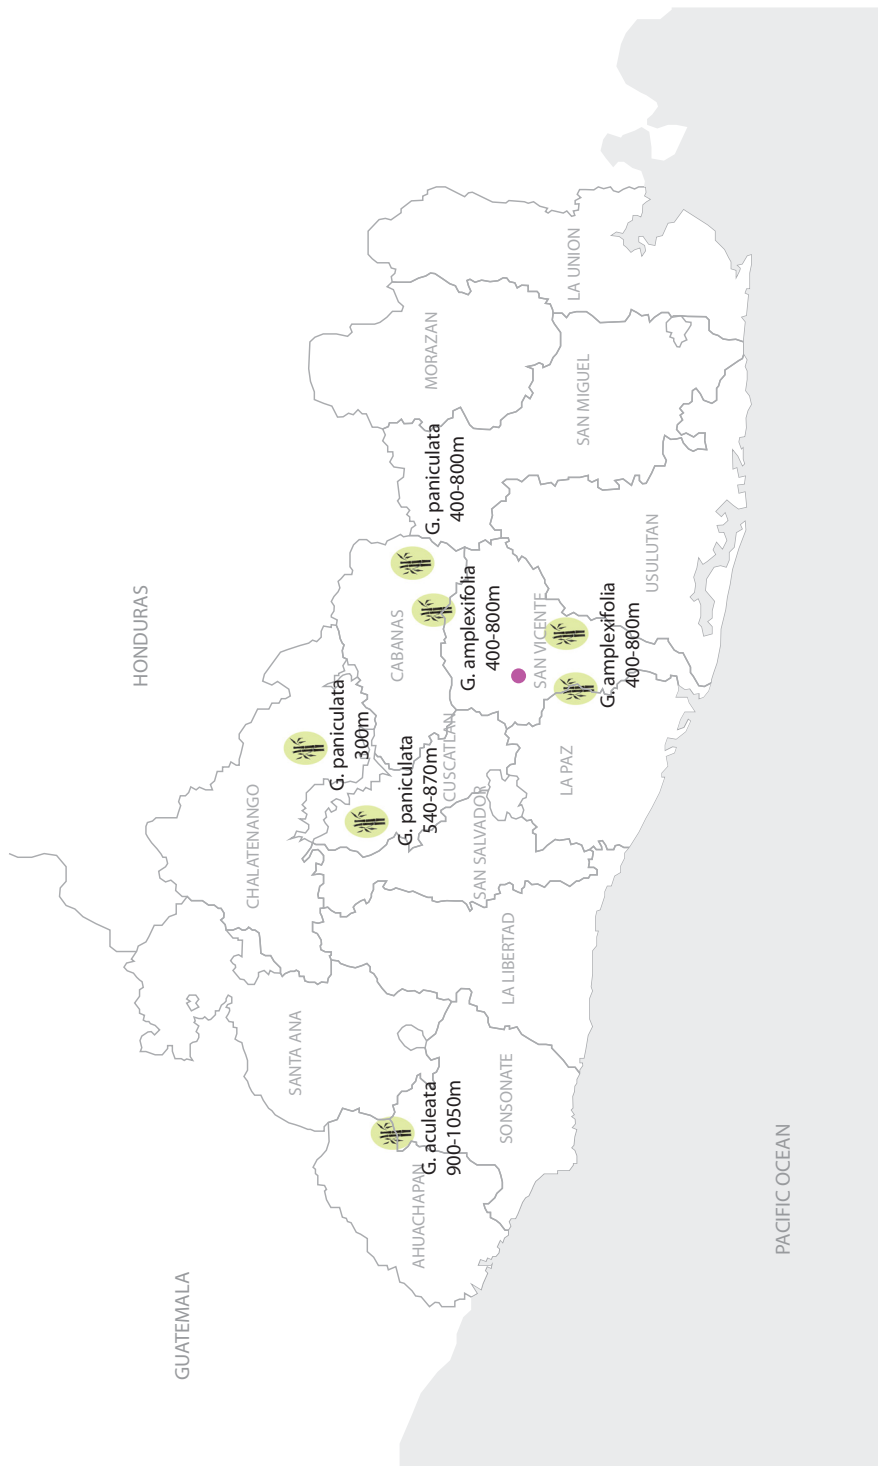 HONDURAS
GUATEMALA
CHALATENANGO
G. paniculata
300m
G. paniculata
540-870m
SANTA ANA
CABANAS
G. paniculata
400-800m
MORAZAN
G. amplexifolia
400-800m
CUSCATLAN
SAN SALVADOR
G. aculeata
900-1050m
AHUACHAPAN
SONSONATE
LA LIBERTAD
LA PAZ
SAN VICENTE
G. amplexifolia
400-800m
USULUTAN
SAN MIGUEL
LA UNION
PACIFIC OCEAN